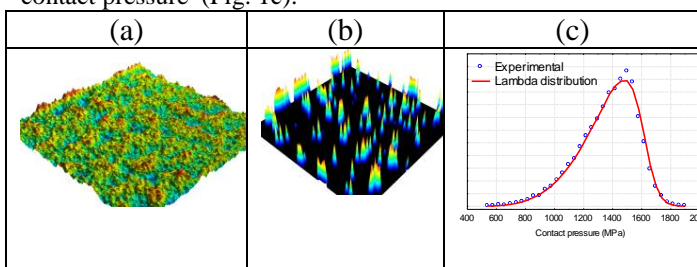 contact pressure (Fig. 1c).
(a) (b) (c)
Experimental
Lambda distribution
400 600 800 1000 1200 1400 1600 1800
Contact pressure (MPa)